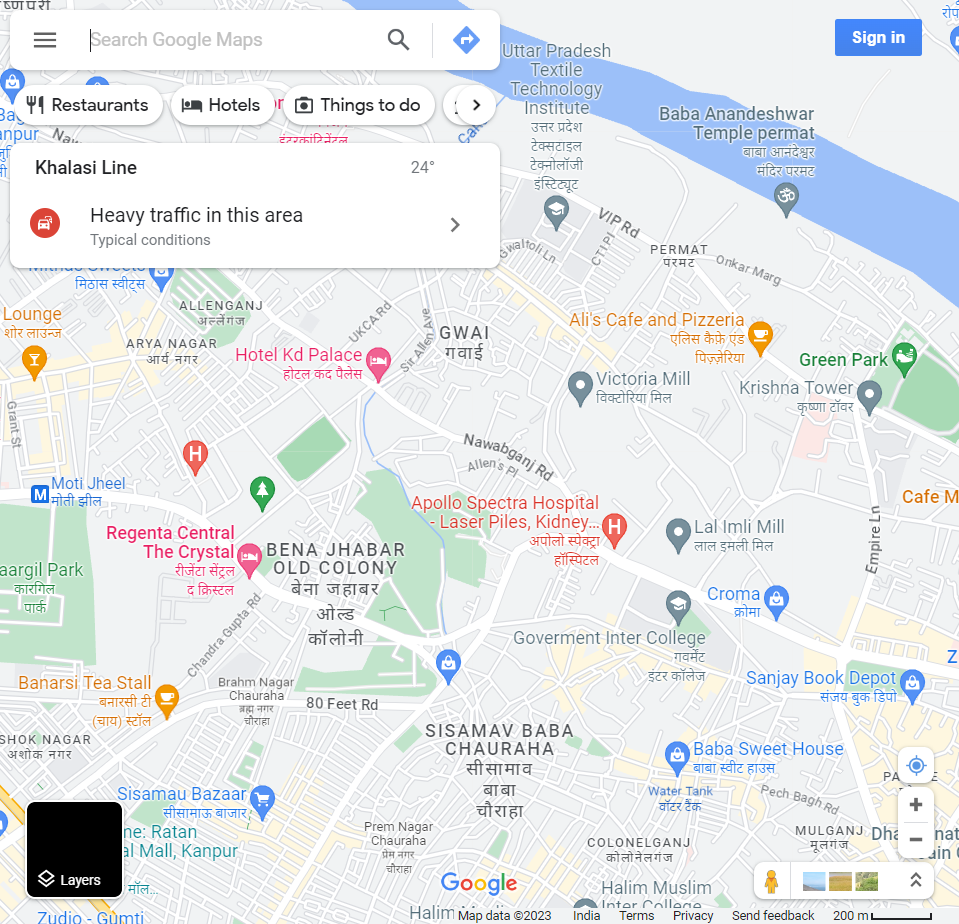 Search Google Maps
Sign in
Restaurants
Hotels
Things to do
Khalasi Line
24°
Heavy traffic in this area
Typical conditions
Uttar Pradesh
Textile
Technology
Institute
उत्तर प्रदेश
टेक्सटाइल
टेक्नोलॉजी
इंस्टिट्यूट
Baba Anandeshwar
Temple permat
बाबा आनंदेश्वर
मंदिर परमट
VIP Rd
CTI Pl
Gwaltoli Ln
PERMAT
परमट
Onkar Marg
मिठास स्वीट्स
ALLENGANJ
अल्लेंगंज
Lounge
शोर लाउन्ज
ARYA NAGAR
आर्य नगर
UKCA Rd
Sir Allen Ave
GWAI
गवाई
Ali's Cafe and Pizzeria
एलिस कैफ़े एंड
पिज़्ज़ेरिया
Hotel Kd Palace
होटल कद पैलेस
Green Park
Victoria Mill
विक्टोरिया मिल
Krishna Tower
कृष्णा टॉवर
Grant St
Nawabganj Rd
Allen's Pl
Moti Jheel
मोती झील
Cafe M
Apollo Spectra Hospital
- Laser Piles, Kidney...
अपोलो स्पेक्ट्रा
हॉस्पिटल
Lal Imli Mill
लाल इमली मिल
Empire Ln
Regenta Central
The Crystal
रीजेंटा सेंट्रल
द क्रिस्टल
BENA JHABAR
OLD COLONY
बेना जहाबर
ओल्ड
कॉलोनी
aargil Park
कारगिल
पार्क
Croma
क्रोमा
Chandra Gupta Rd
Goverment Inter College
गवर्मेंट
इंटर कॉलेज
Sanjay Book Depot
संजय बुक डिपो
Banarsi Tea Stall
बनारसी टी
(चाय) स्टॉल
Brahm Nagar
Chauraha
ब्रह्म नगर
चौराहा
80 Feet Rd
SISAMAV BABA
CHAURAHA
सीसामाव
बाबा
चौराहा
SHOK NAGAR
अशोक नगर
Baba Sweet House
बाबा स्वीट हाउस
Water Tank
वॉटर टैंक
Pech Bagh Rd
Sisamau Bazaar
सीसामाऊ बाजार
me: Ratan
al Mall, Kanpur
मॉल...
Prem Nagar
Chauraha
प्रेम नगर
चौराहा
COLONELGANJ
कोलोनेलगंज
MULGANJ
मूलगंज
Layers
Google
Halim Muslim
Inter College
Zudio - Gumti
Halim
Map data ©2023
India
Terms
Privacy
Send feedback
200 m